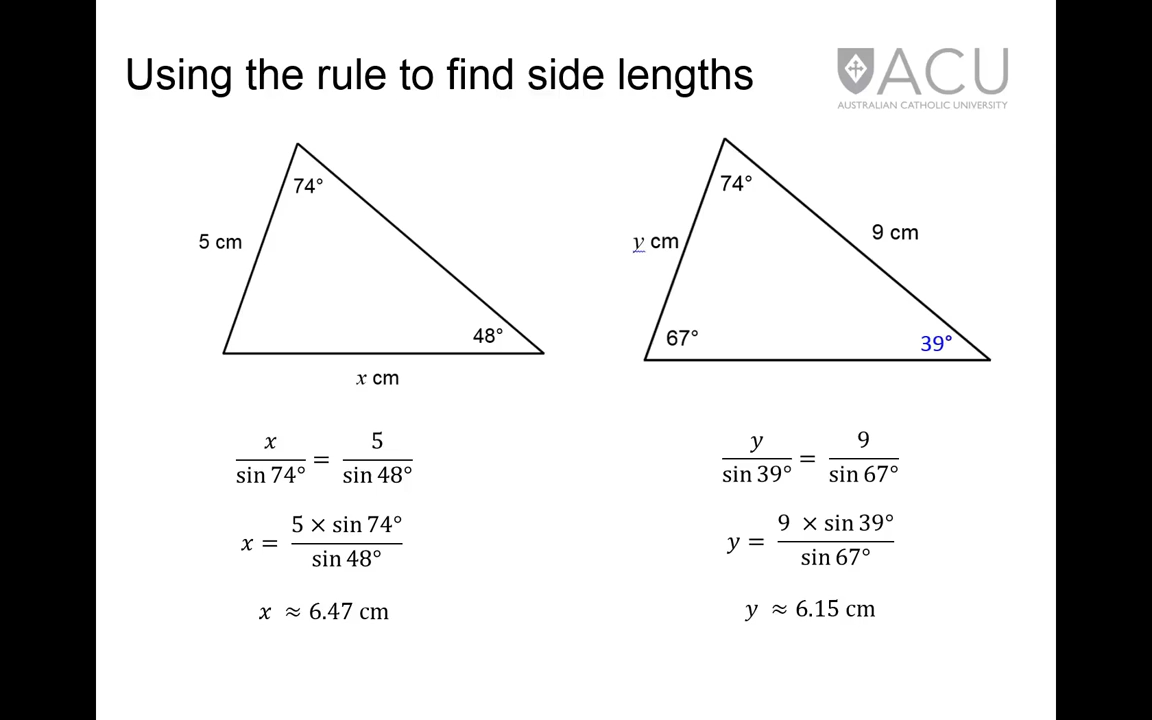 Using the rule to find side lengths
ACU
AUSTRALIAN CATHOLIC UNIVERSITY
74°
5 cm
48°
x cm
74°
y cm
9 cm
67°
39°
x / sin 74° = 5 / sin 48°
x = 5 × sin 74° / sin 48°
x ≈ 6.47 cm
y / sin 39° = 9 / sin 67°
y = 9 × sin 39° / sin 67°
y ≈ 6.15 cm